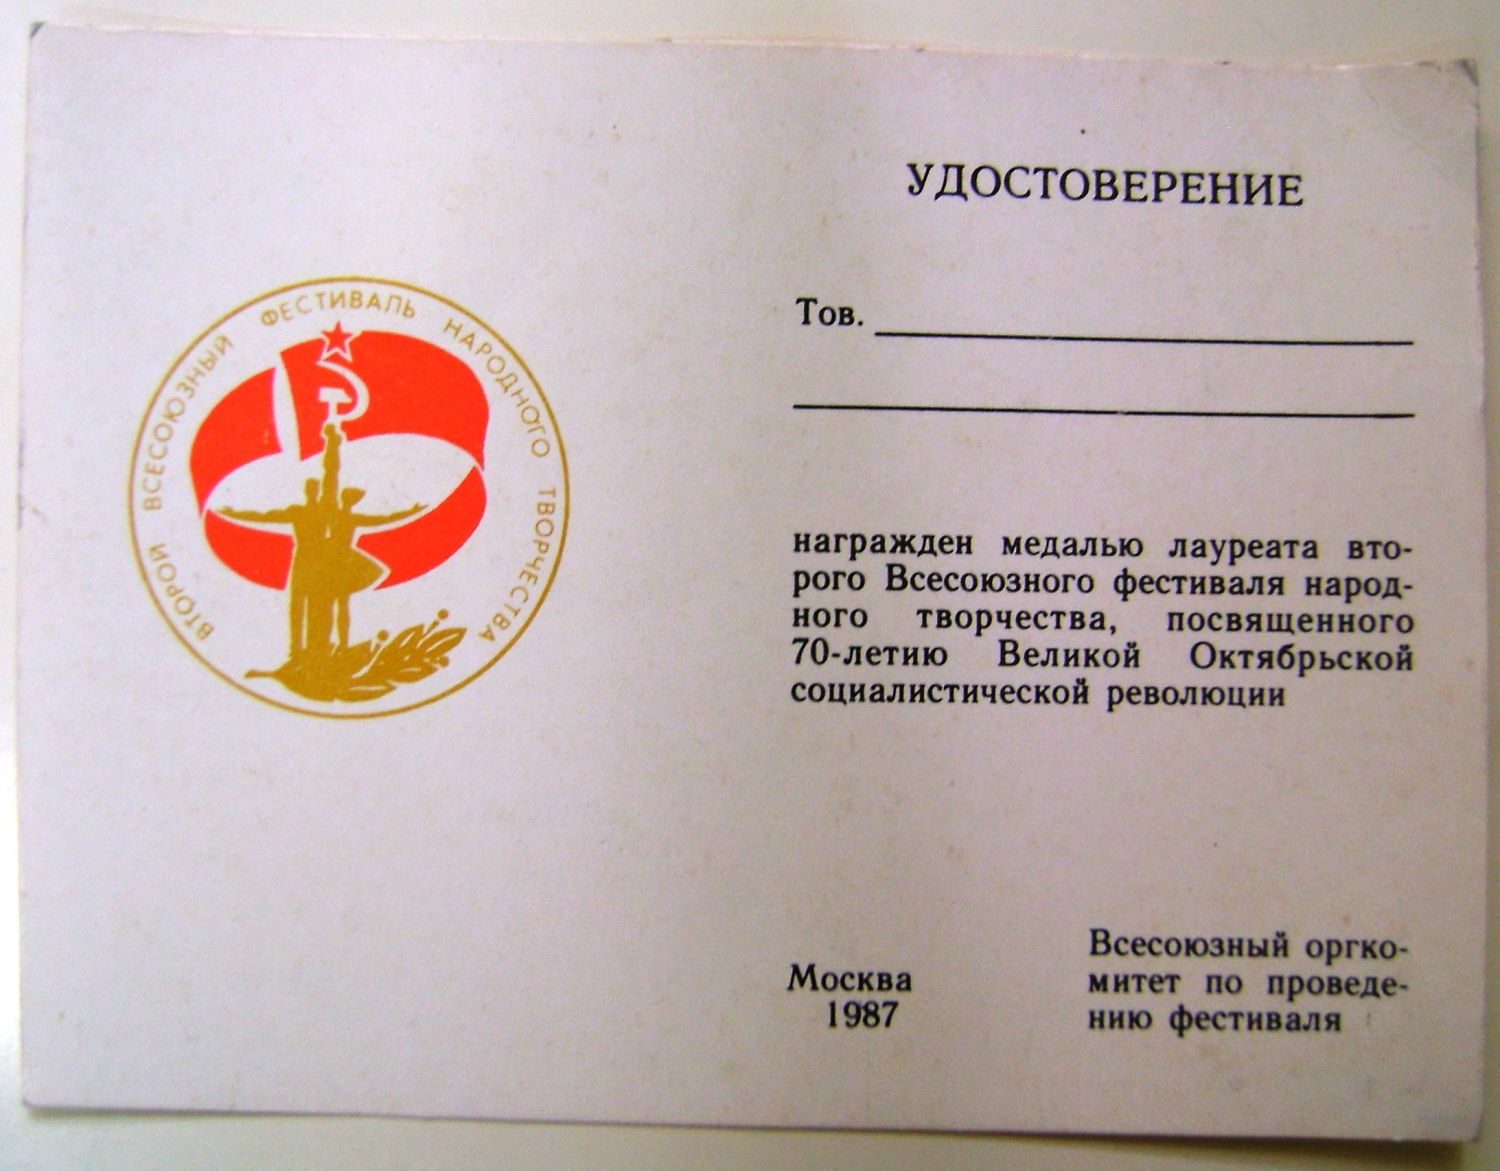 ВТОРОЙ ВСЕСОЮЗНЫЙ ФЕСТИВАЛЬ НАРОДНОГО ТВОРЧЕСТВА
УДОСТОВЕРЕНИЕ
Тов.
награжден медалью лауреата вто-
рого Всесоюзного фестиваля народ-
ного творчества, посвященного
70-летию Великой Октябрьской
социалистической революции
Москва
1987
Всесоюзный оргко-
митет по проведе-
нию фестиваля